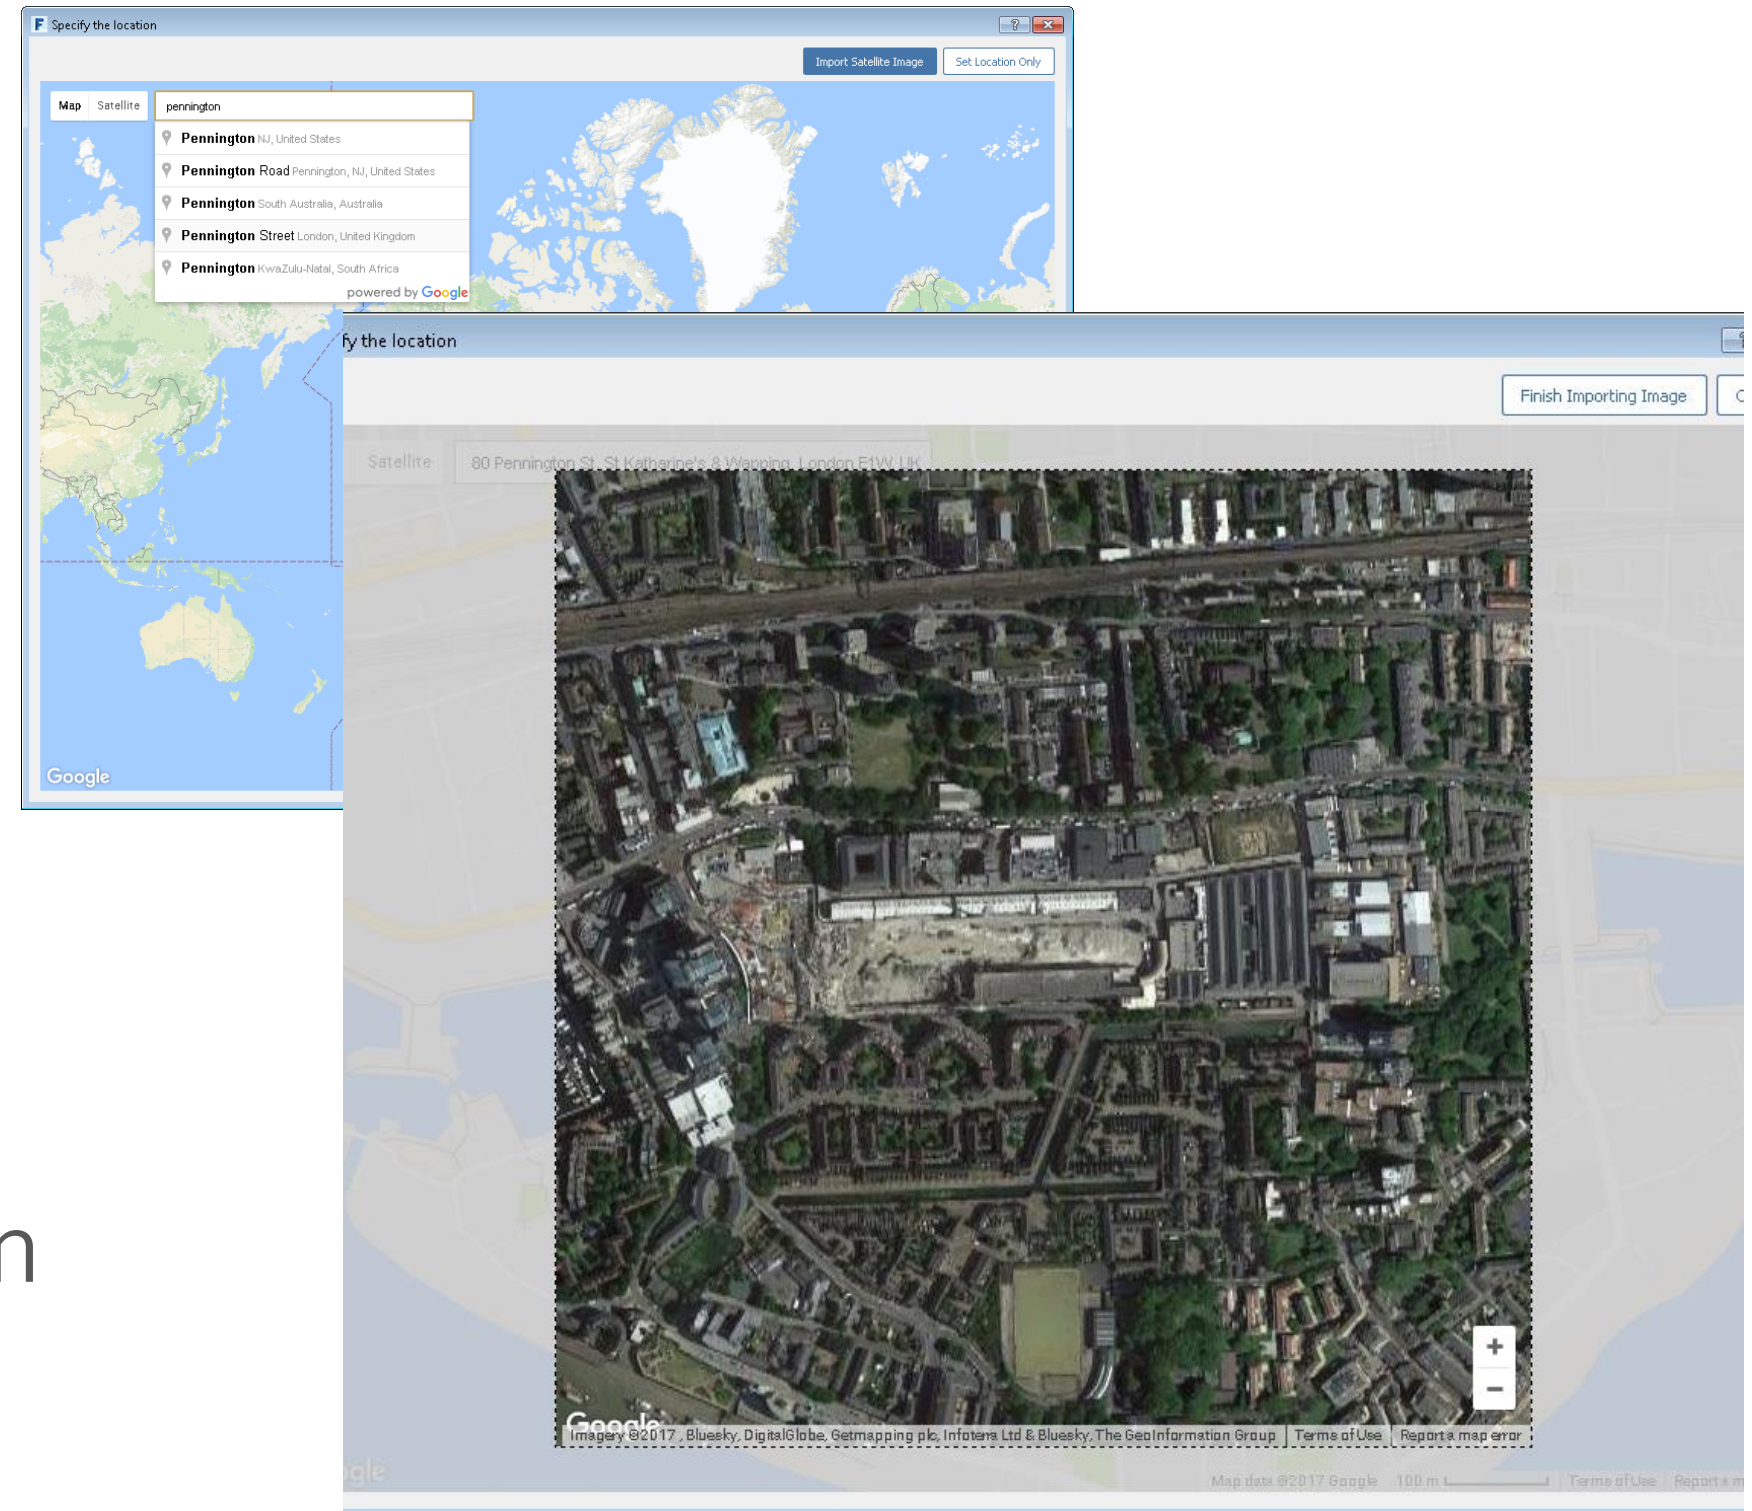 F Specify the location
?
Import Satellite Image Set Location Only
Map Satellite pennington
Pennington NJ, United States
Pennington Road Pennington, NJ, United States
Pennington South Australia, Australia
Pennington Street London, United Kingdom
Pennington KwaZulu-Natal, South Africa
powered by Google
Google
fy the location
Finish Importing Image
Satellite 80 Pennington St, St Katharine's & Wapping, London E1W, UK
n
+
−
Google
Imagery ©2017 , Bluesky, DigitalGlobe, Getmapping plc, Infoterra Ltd & Bluesky, The GeoInformation Group Terms of Use Report a map error
ogle
Map data ©2017 Google 100 m Terms of Use Report a m